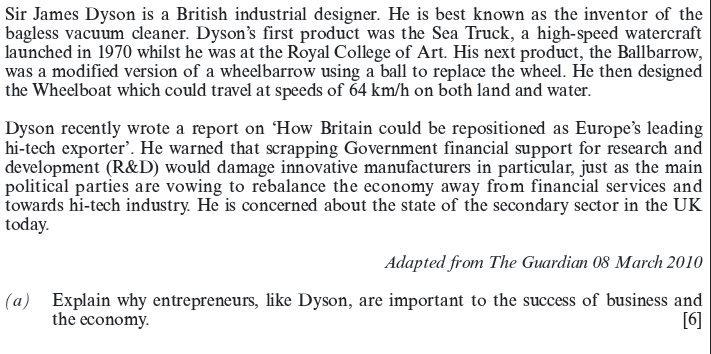 Sir James Dyson is a British industrial designer. He is best known as the inventor of the
bagless vacuum cleaner. Dyson’s first product was the Sea Truck, a high-speed watercraft
launched in 1970 whilst he was at the Royal College of Art. His next product, the Ballbarrow,
was a modified version of a wheelbarrow using a ball to replace the wheel. He then designed
the Wheelboat which could travel at speeds of 64 km/h on both land and water.
Dyson recently wrote a report on ‘How Britain could be repositioned as Europe’s leading
hi-tech exporter’. He warned that scrapping Government financial support for research and
development (R&D) would damage innovative manufacturers in particular, just as the main
political parties are vowing to rebalance the economy away from financial services and
towards hi-tech industry. He is concerned about the state of the secondary sector in the UK
today.
Adapted from The Guardian 08 March 2010
(a) Explain why entrepreneurs, like Dyson, are important to the success of business and
the economy. [6]